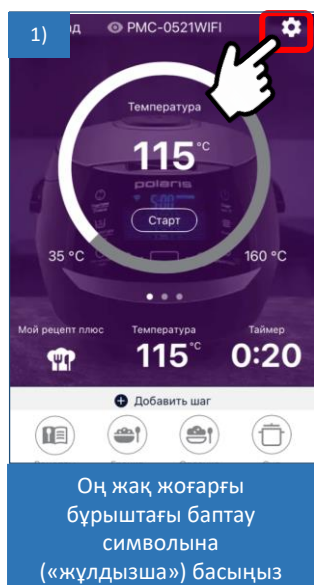 1)
PMC-0521WIFI
Температура
115°C
polaris
Старт
35 °C
160 °C
Мой рецепт плюс
Температура
Таймер
115°C
0:20
Добавить шаг
Оң жақ жоғарғы
бұрыштағы баптау
символына
(«жұлдызша») басыңыз